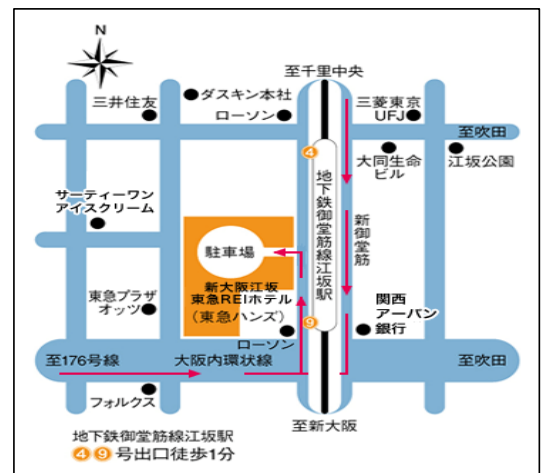 N
至千里中央
ダスキン本社
三井住友
ローソン
三菱東京
UFJ
至吹田
4
大同生命
ビル
江坂公園
地下鉄御堂筋線江坂駅
新御堂筋
サーティーワン
アイスクリーム
駐車場
新大阪江坂
東急REIホテル
(東急ハンズ)
東急プラザ
オッツ
関西
アーバン
銀行
9
ローソン
至176号線
大阪内環状線
至吹田
フォルクス
至新大阪
地下鉄御堂筋線江坂駅
49号出口徒歩1分